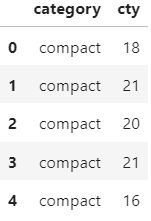 category cty
0 compact 18
1 compact 21
2 compact 20
3 compact 21
4 compact 16